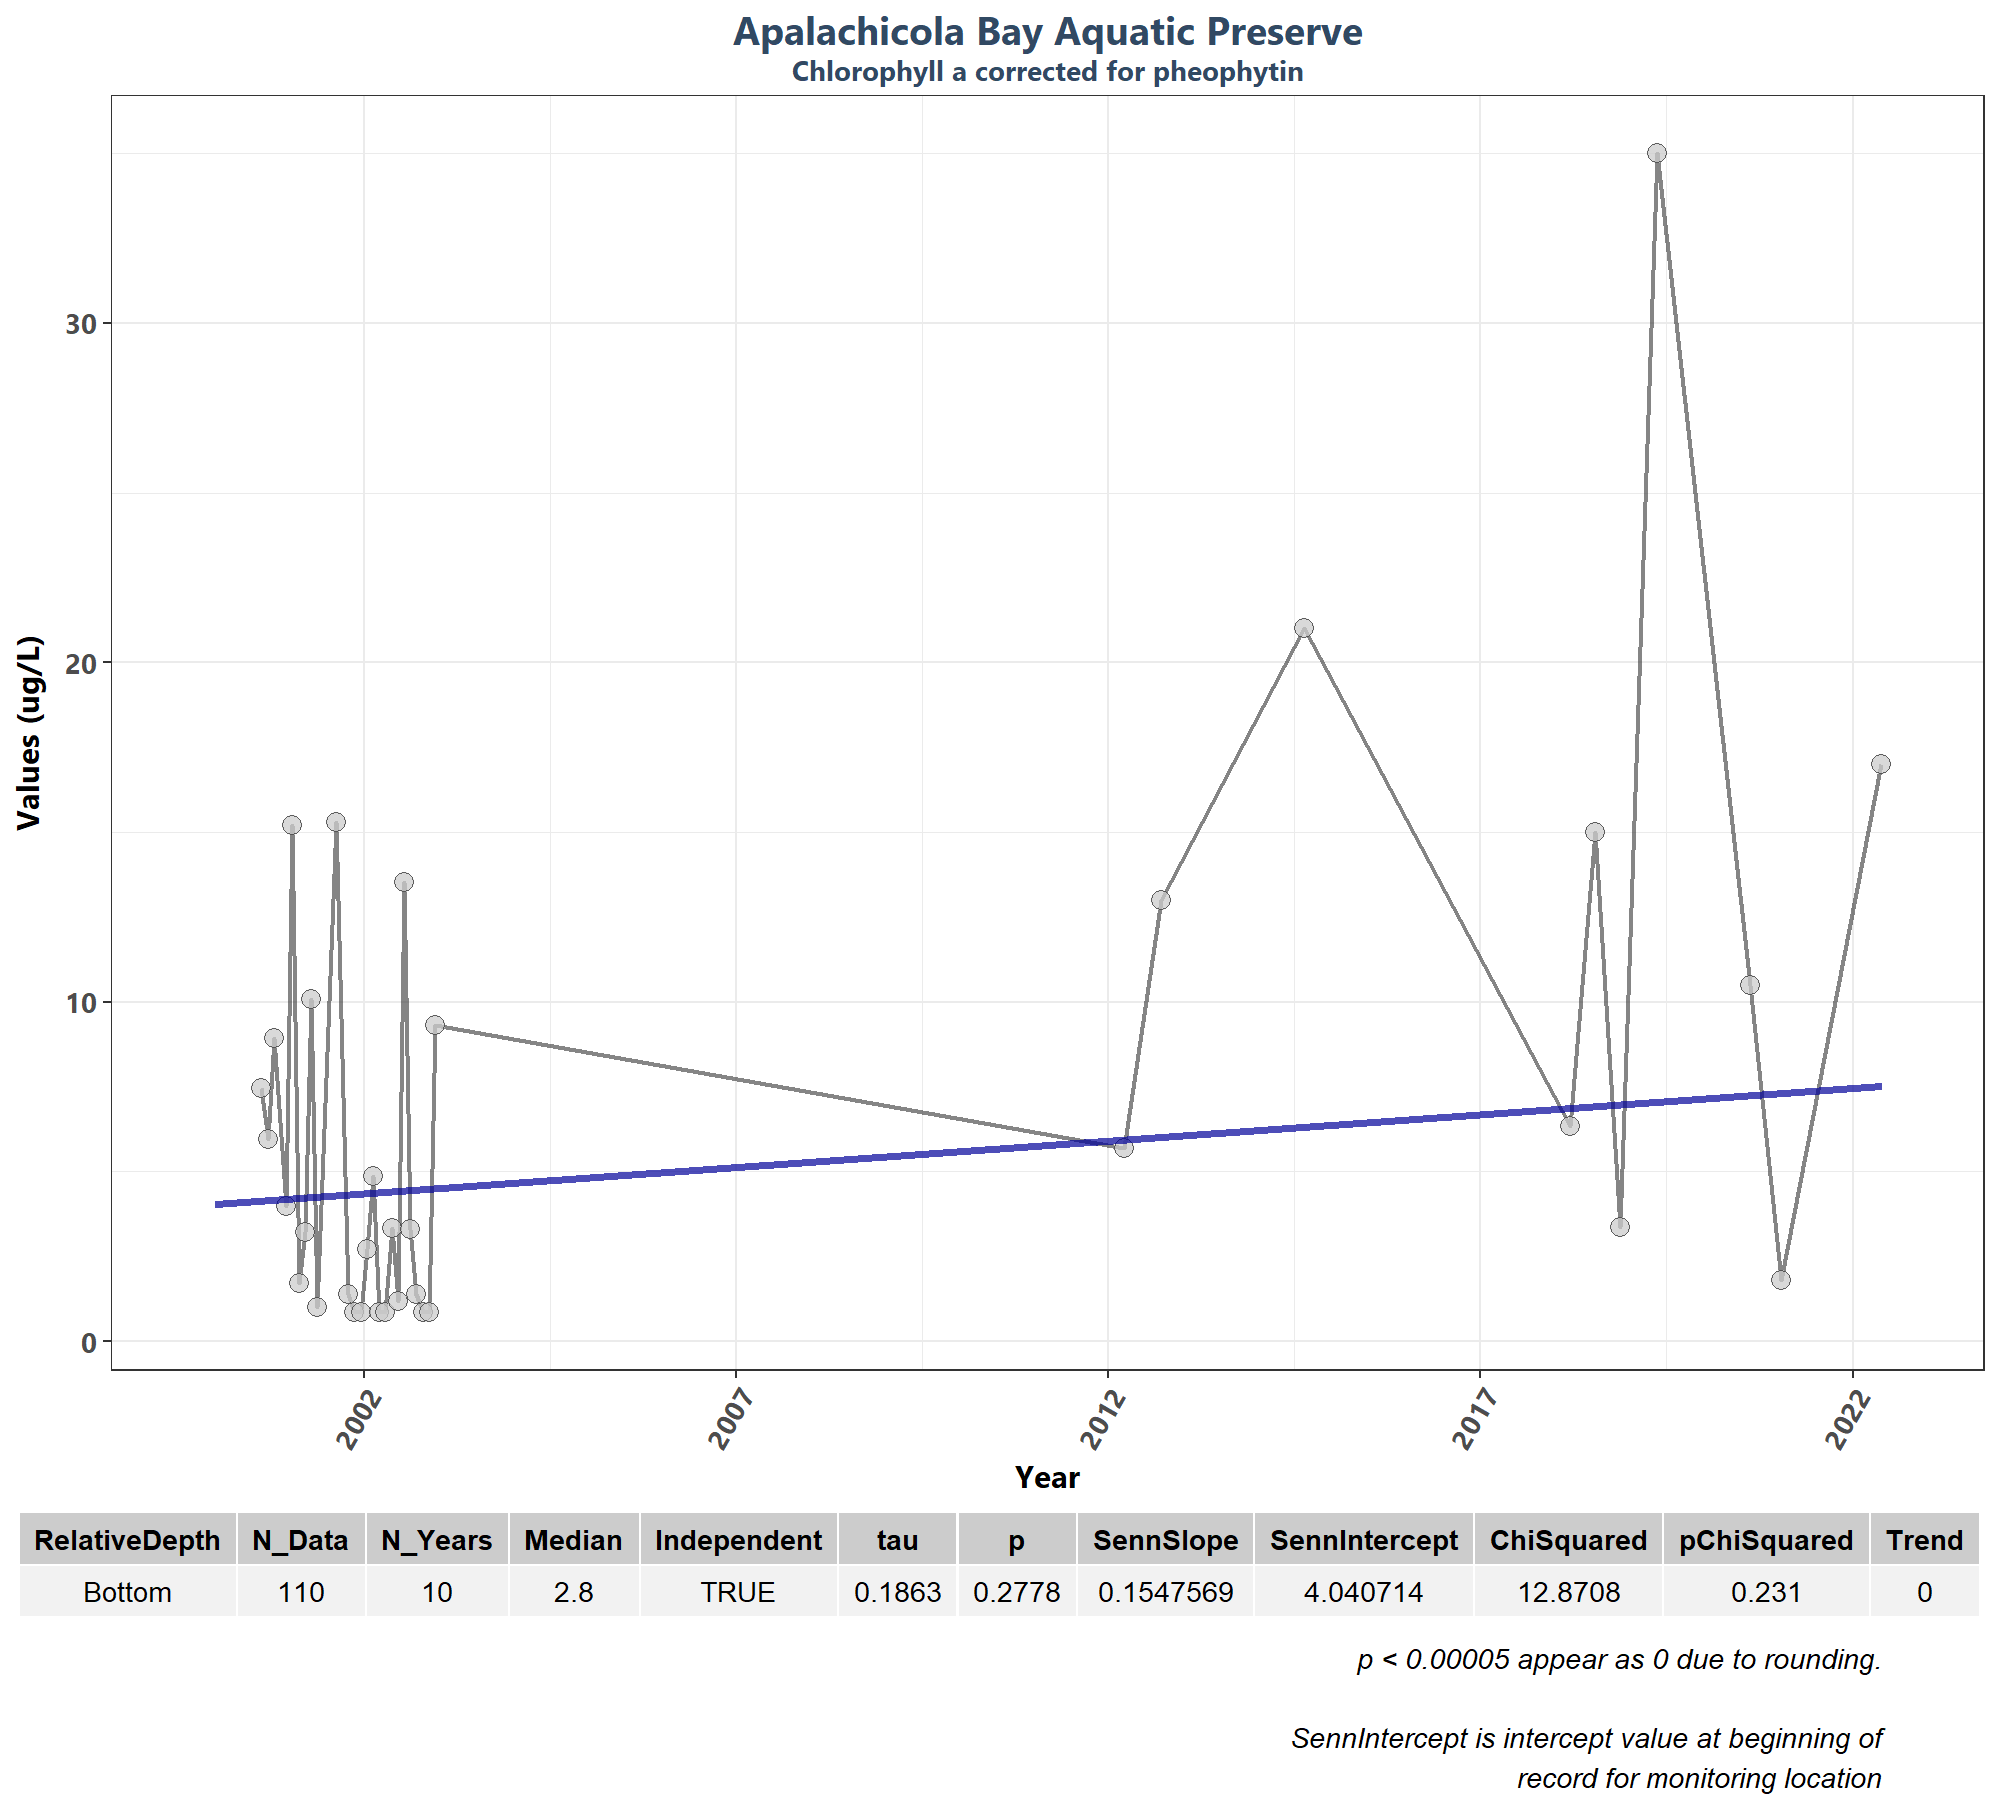 Apalachicola Bay Aquatic Preserve
Chlorophyll a corrected for pheophytin
Values (ug/L)
30
20
10
0
2002 2007 2012 2017 2022
Year
RelativeDepth N_Data N_Years Median Independent tau p SennSlope SennIntercept ChiSquared pChiSquared Trend
Bottom 110 10 2.8 TRUE 0.1863 0.2778 0.1547569 4.040714 12.8708 0.231 0
p < 0.00005 appear as 0 due to rounding.
SennIntercept is intercept value at beginning of
record for monitoring location